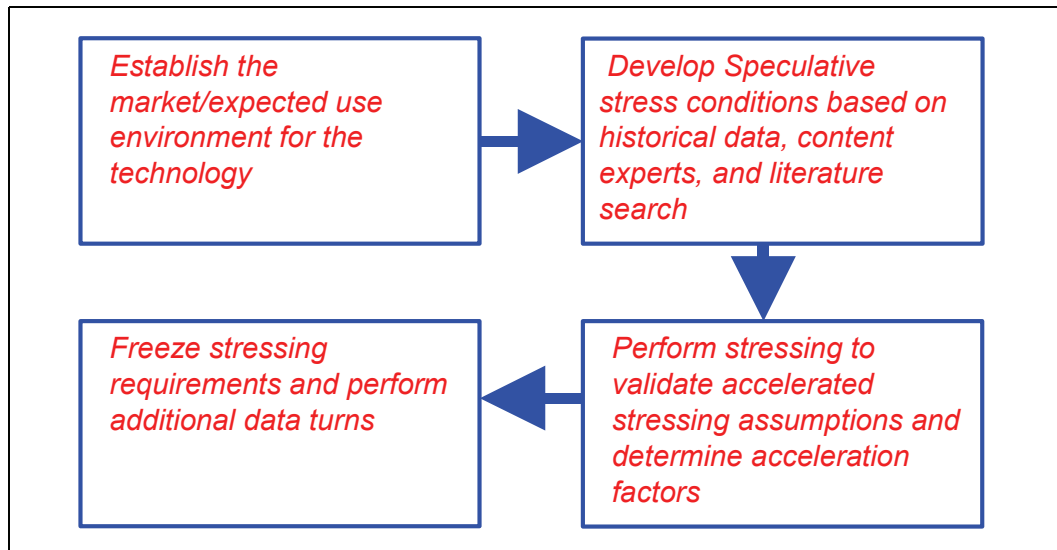 Establish the
market/expected use
environment for the
technology
Develop Speculative
stress conditions based on
historical data, content
experts, and literature
search
Perform stressing to
validate accelerated
stressing assumptions and
determine acceleration
factors
Freeze stressing
requirements and perform
additional data turns